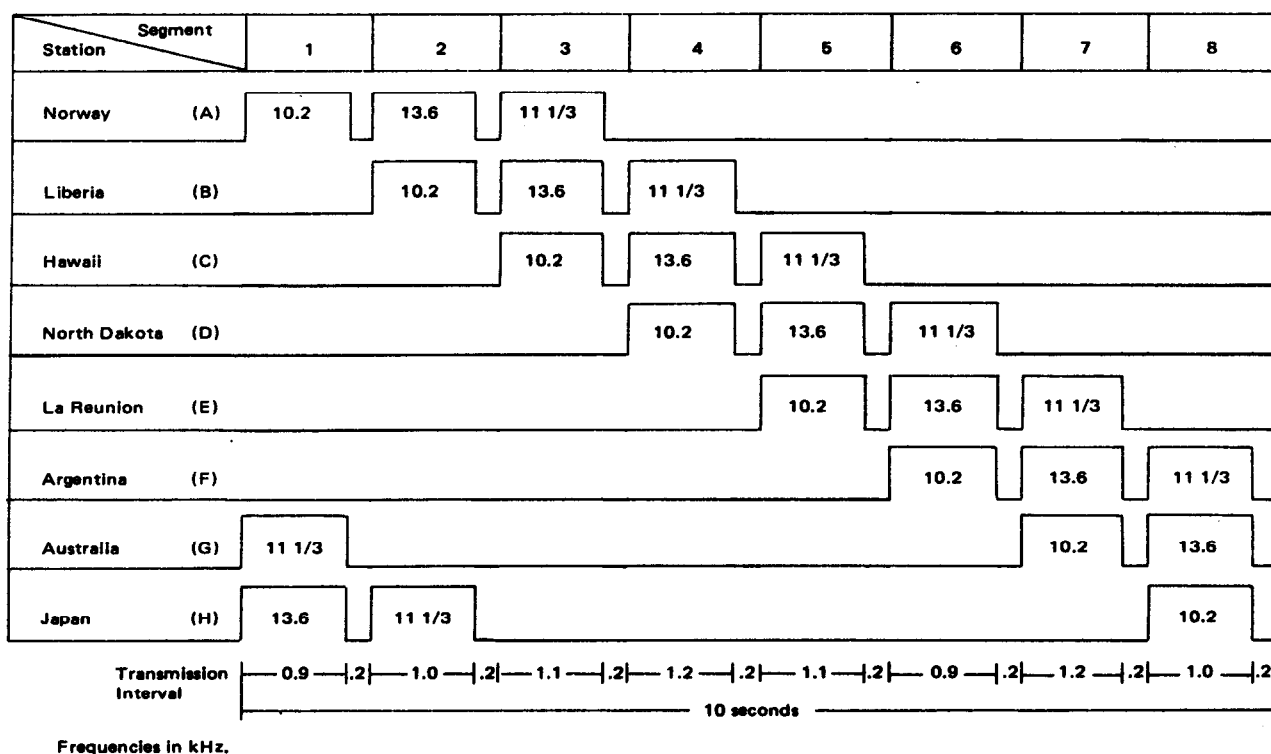 Segment
Station 1 2 3 4 5 6 7 8
Norway (A) 10.2 13.6 11 1/3
Liberia (B) 10.2 13.6 11 1/3
Hawaii (C) 10.2 13.6 11 1/3
North Dakota (D) 10.2 13.6 11 1/3
La Reunion (E) 10.2 13.6 11 1/3
Argentina (F) 10.2 13.6 11 1/3
Australia (G) 11 1/3 10.2 13.6
Japan (H) 13.6 11 1/3 10.2
Transmission 0.9 .2 1.0 .2 1.1 .2 1.2 .2 1.1 .2 0.9 .2 1.2 .2 1.0 .2
Interval
10 seconds
Frequencies in kHz.